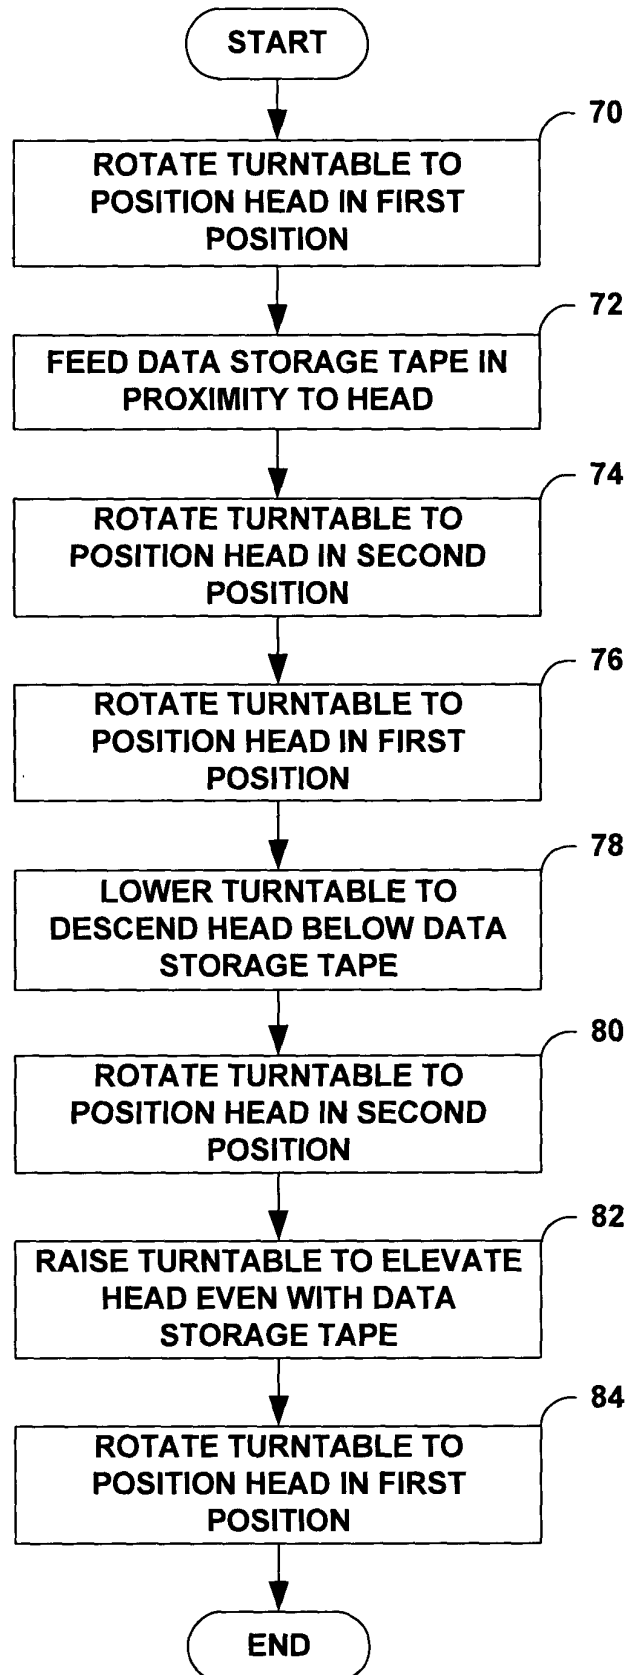 START
70
ROTATE TURNTABLE TO
POSITION HEAD IN FIRST
POSITION
72
FEED DATA STORAGE TAPE IN
PROXIMITY TO HEAD
74
ROTATE TURNTABLE TO
POSITION HEAD IN SECOND
POSITION
76
ROTATE TURNTABLE TO
POSITION HEAD IN FIRST
POSITION
78
LOWER TURNTABLE TO
DESCEND HEAD BELOW DATA
STORAGE TAPE
80
ROTATE TURNTABLE TO
POSITION HEAD IN SECOND
POSITION
82
RAISE TURNTABLE TO ELEVATE
HEAD EVEN WITH DATA
STORAGE TAPE
84
ROTATE TURNTABLE TO
POSITION HEAD IN FIRST
POSITION
END